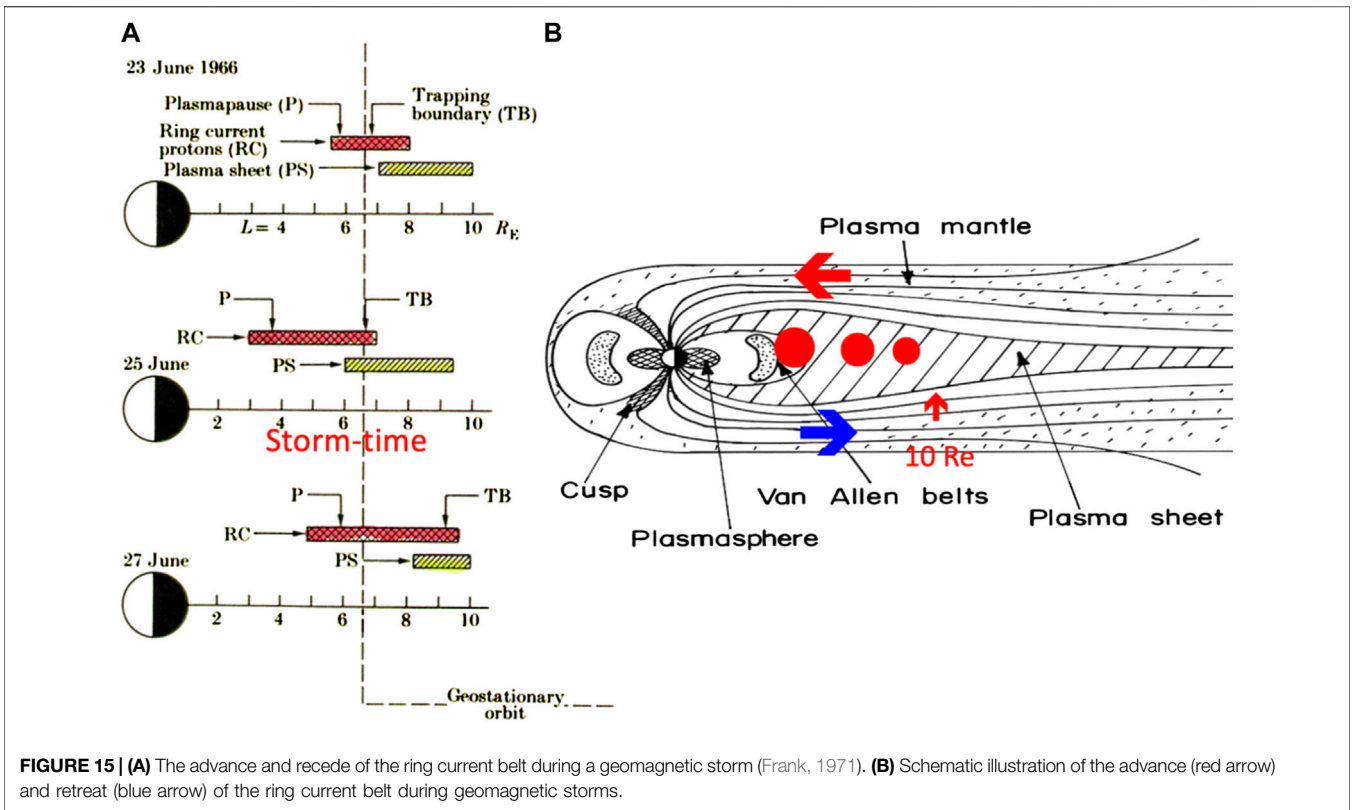 A
23 June 1966
Plasmapause (P)
Trapping
boundary (TB)
Ring current
protons (RC)
Plasma sheet (PS)
L = 4 6 8 10 R_E
P TB
RC
PS
25 June
2 4 6 8 10
Storm-time
P TB
RC
PS
27 June
2 4 6 8 10
Geostationary
orbit
B
Plasma mantle
10 Re
Cusp
Van Allen belts
Plasma sheet
Plasmasphere
FIGURE 15 | (A) The advance and recede of the ring current belt during a geomagnetic storm (Frank, 1971). (B) Schematic illustration of the advance (red arrow)
and retreat (blue arrow) of the ring current belt during geomagnetic storms.